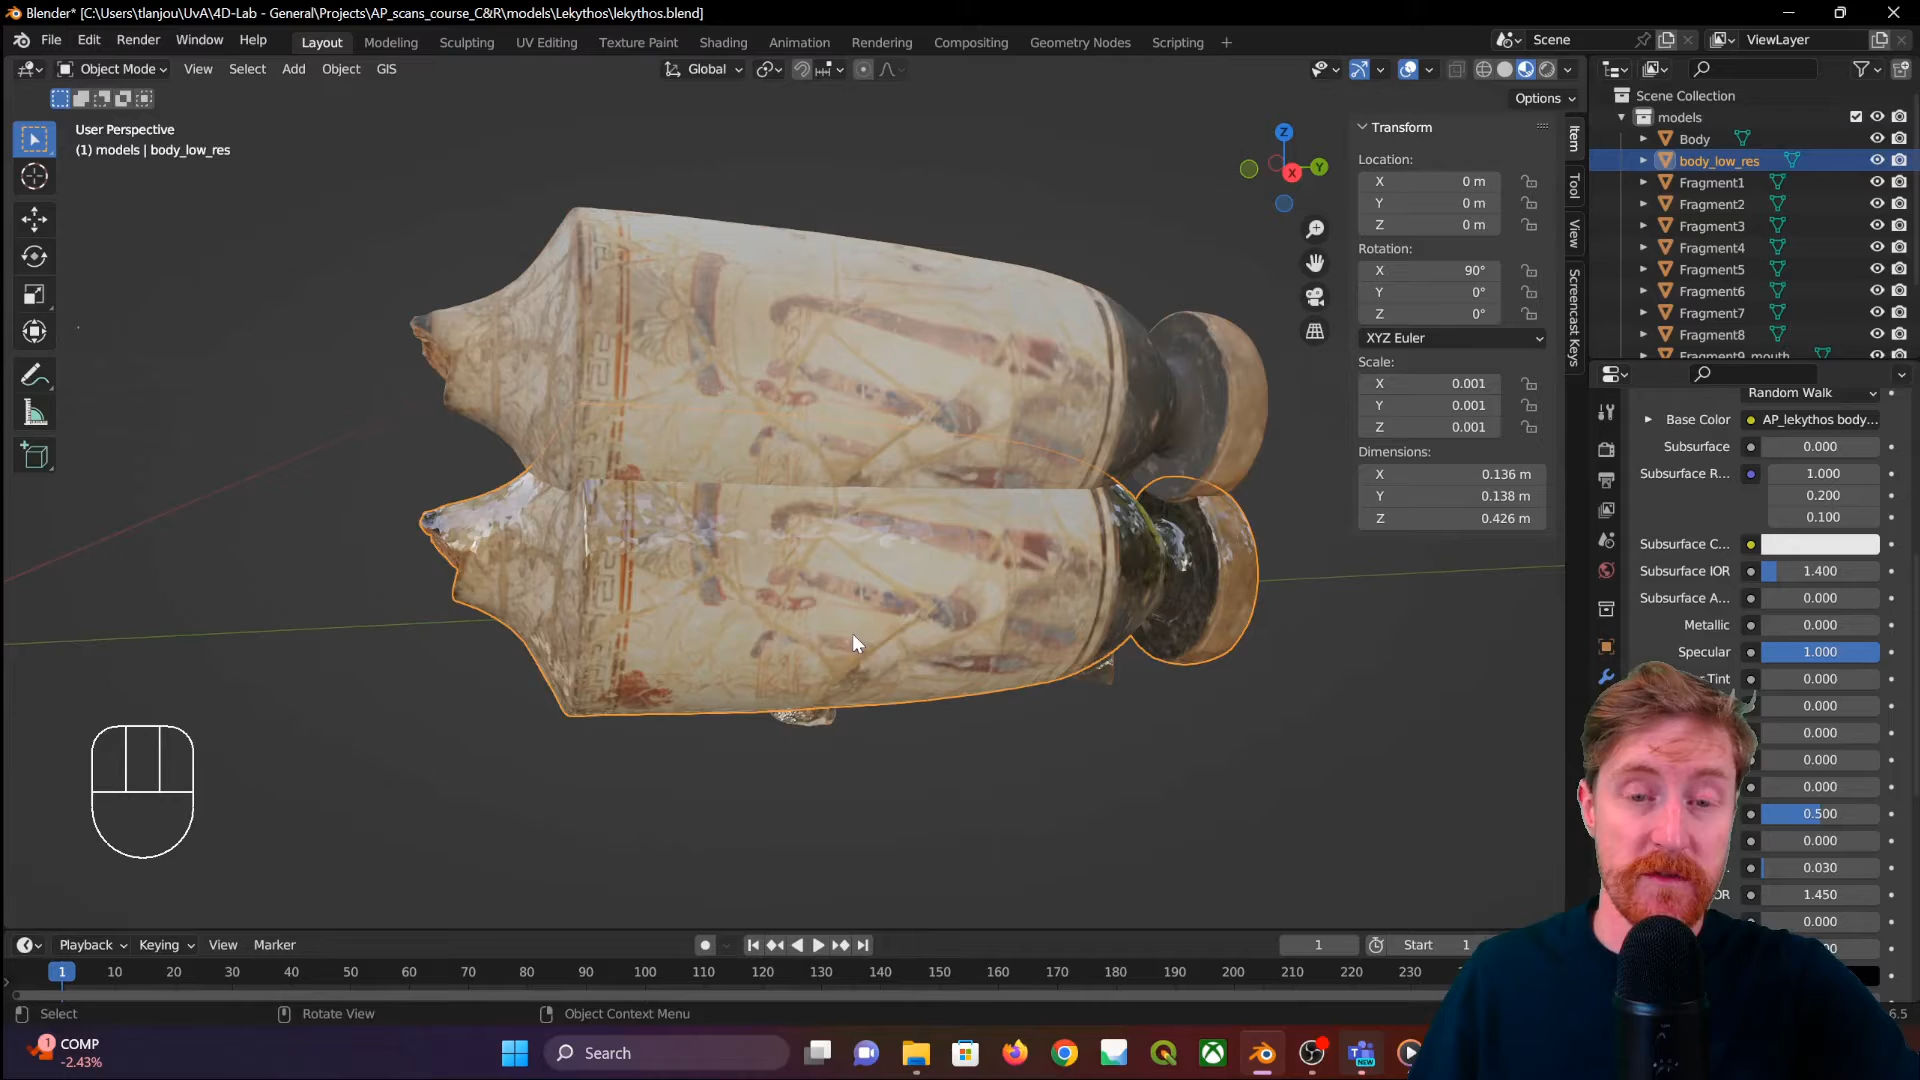 Blender* [C:\Users\tlanjou\UvA\4D-Lab - General\Projects\AP_scans_course_C&R\models\Lekythos\lekythos.blend]
File Edit Render Window Help
Layout Modeling Sculpting UV Editing Texture Paint Shading Animation Rendering Compositing Geometry Nodes Scripting +
Scene
ViewLayer
Object Mode View Select Add Object GIS
Global
Options
User Perspective
(1) models | body_low_res
Z
Y
X
Transform
Location:
X 0 m
Y 0 m
Z 0 m
Rotation:
X 90°
Y 0°
Z 0°
XYZ Euler
Scale:
X 0.001
Y 0.001
Z 0.001
Dimensions:
X 0.136 m
Y 0.138 m
Z 0.426 m
Item
Tool
View
Screencast Keys
Scene Collection
models
Body
body_low_res
Fragment1
Fragment2
Fragment3
Fragment4
Fragment5
Fragment6
Fragment7
Fragment8
Fragment9_mouth
Random Walk
Base Color AP_lekythos body...
Subsurface 0.000
Subsurface R... 1.000
0.200
0.100
Subsurface C...
Subsurface IOR 1.400
Subsurface A... 0.000
Metallic 0.000
Specular 1.000
Tint 0.000
0.000
0.000
0.000
0.000
0.500
0.000
0.030
OR 1.450
0.000
Playback Keying View Marker
1
Start 1
1 10 20 30 40 50 60 70 80 90 100 110 120 130 140 150 160 170 180 190 200 210 220 230
Select
Rotate View
Object Context Menu
6.5
1
COMP
-2.43%
Search
NEW